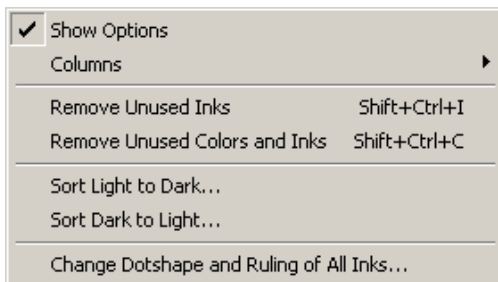 Show Options
Columns
Remove Unused Inks Shift+Ctrl+I
Remove Unused Colors and Inks Shift+Ctrl+C
Sort Light to Dark...
Sort Dark to Light...
Change Dotshape and Ruling of All Inks...